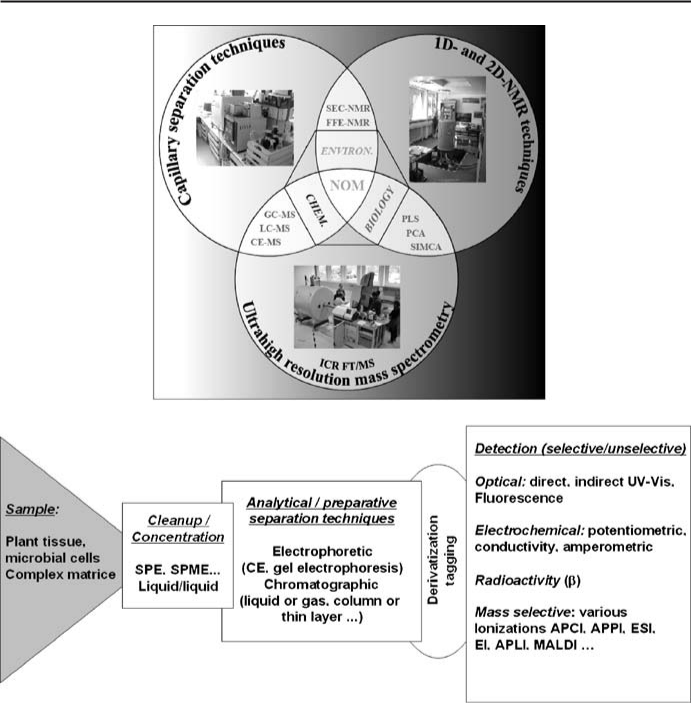 Capillary separation techniques
1D- and 2D-NMR techniques
SEC-NMR
FFE-NMR
ENVIRON.
NOM
CHEM.
BIOLOGY
GC-MS
LC-MS
CE-MS
PLS
PCA
SIMCA
ICR FT/MS
Ultrahigh resolution mass spectrometry
Sample:
Plant tissue,
microbial cells
Complex matrice
Cleanup /
Concentration
SPE, SPME...
Liquid/liquid
Analytical / preparative
separation techniques
Electrophoretic
(CE, gel electrophoresis)
Chromatographic
(liquid or gas, column or
thin layer ...)
Derivatization
tagging
Detection (selective/unselective)
Optical: direct, indirect UV-Vis,
Fluorescence
Electrochemical: potentiometric,
conductivity, amperometric
Radioactivity (β)
Mass selective: various
Ionizations APCI, APPI, ESI,
EI, APLI, MALDI ...